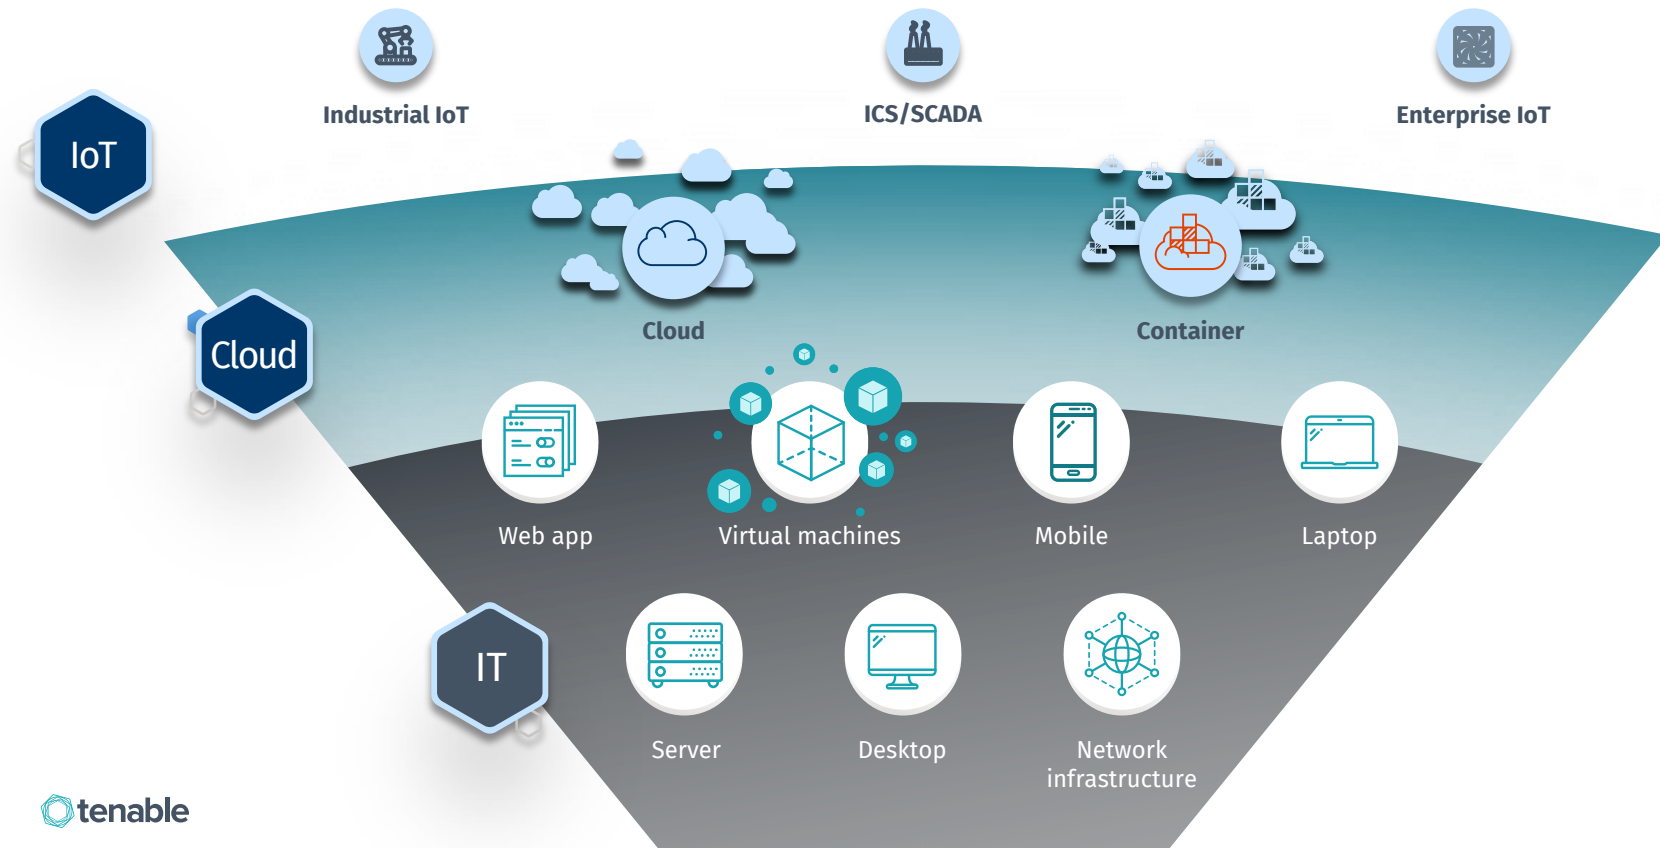 Industrial IoT
ICS/SCADA
Enterprise IoT
IoT
Cloud
Container
Cloud
Web app
Virtual machines
Mobile
Laptop
IT
Server
Desktop
Network
infrastructure
tenable